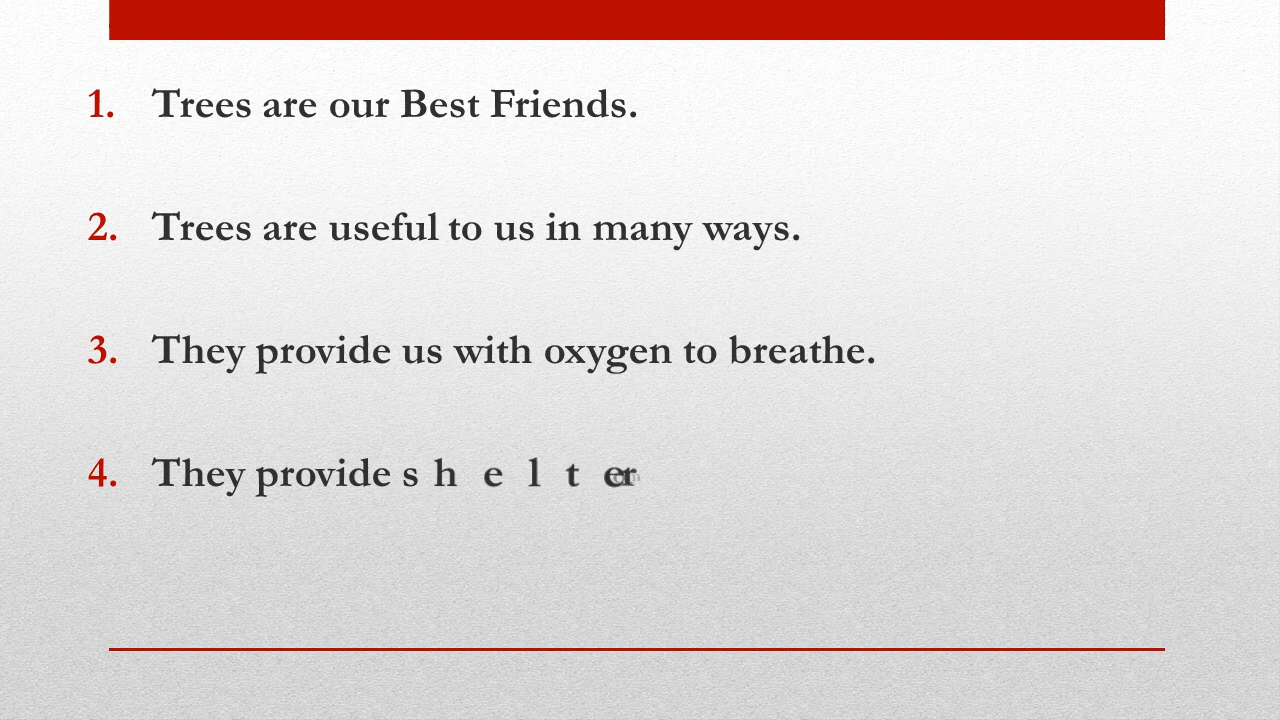 1. Trees are our Best Friends.
2. Trees are useful to us in many ways.
3. They provide us with oxygen to breathe.
4. They provide shelter